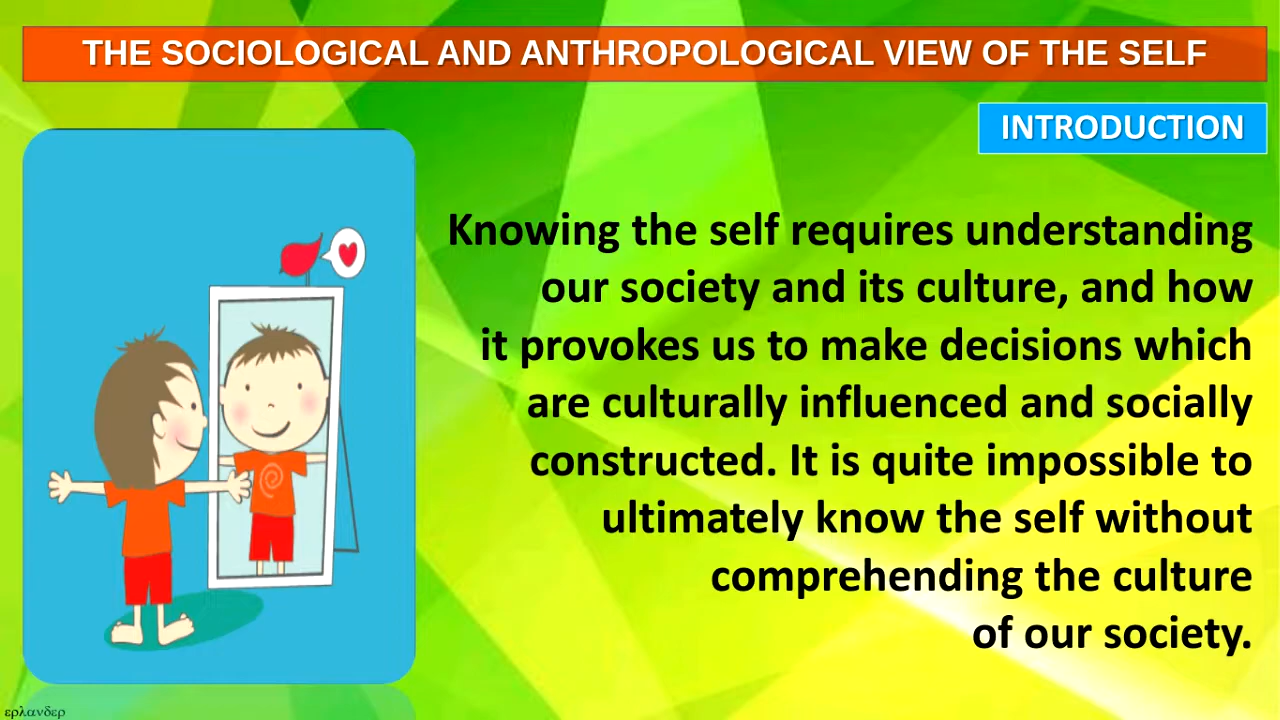 THE SOCIOLOGICAL AND ANTHROPOLOGICAL VIEW OF THE SELF
INTRODUCTION
Knowing the self requires understanding
our society and its culture, and how
it provokes us to make decisions which
are culturally influenced and socially
constructed. It is quite impossible to
ultimately know the self without
comprehending the culture
of our society.
ερλανδερ